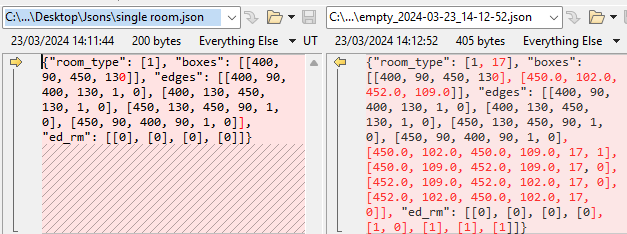 C:\...\Desktop\Jsons\single room.json
23/03/2024 14:11:44 200 bytes Everything Else UT
{"room_type": [1], "boxes": [[400,
90, 450, 130]], "edges": [[400, 90,
400, 130, 1, 0], [400, 130, 450,
130, 1, 0], [450, 130, 450, 90, 1,
0], [450, 90, 400, 90, 1, 0]],
"ed_rm": [[0], [0], [0], [0]]}
C:\...\empty_2024-03-23_14-12-52.json
23/03/2024 14:12:52 405 bytes Everything Else
{"room_type": [1, 17], "boxes":
[[400, 90, 450, 130], [450.0, 102.0,
452.0, 109.0]], "edges": [[400, 90,
400, 130, 1, 0], [400, 130, 450,
130, 1, 0], [450, 130, 450, 90, 1,
0], [450, 90, 400, 90, 1, 0],
[450.0, 102.0, 450.0, 109.0, 17, 1],
[450.0, 109.0, 452.0, 109.0, 17, 0],
[452.0, 109.0, 452.0, 102.0, 17, 0],
[452.0, 102.0, 450.0, 102.0, 17,
0]], "ed_rm": [[0], [0], [0], [0],
[1, 0], [1], [1], [1]]}